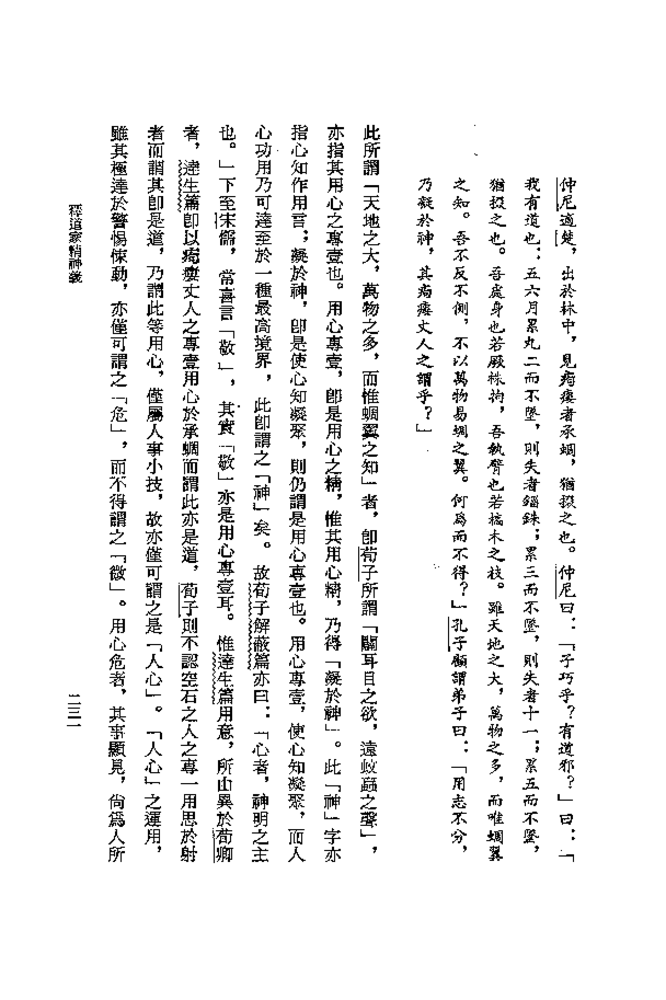 仲尼適楚，出於林中，見痀瘻者承蜩，猶掇之也。仲尼曰：「子巧乎？有道邪？」曰：「
我有道也：五六月累丸二而不墜，則失者錙銖；累三而不墜，則失者十一；累五而不墜，
猶掇之也。吾處身也若厥株拘，吾執臂也若槁木之枝。雖天地之大，萬物之多，而唯蜩翼
之知。吾不反不側，不以萬物易蜩之翼。何為而不得？」孔子顧謂弟子曰：「用志不分，
乃凝於神，其痀瘻丈人之謂乎？」
此所謂「天地之大，萬物之多，而惟蜩翼之知」者，卽荀子所謂「闢耳目之欲，遠蚊蝱之聲」，
亦指其用心之專壹也。用心專壹，卽是用心之精，惟其用心精，乃得「凝於神」。此「神」字亦
指心知作用言；凝於神，卽是使心知凝聚，則仍謂是用心專壹也。用心專壹，使心知凝聚，而人
心功用乃可達至於一種最高境界，此卽謂之「神」矣。故荀子解蔽篇亦曰：「心者，神明之主
也。」下至宋儒，常喜言「敬」，其實「敬」亦是用心專壹耳。惟達生篇用意，所由異於荀卿
者，達生篇卽以痀瘻丈人之專壹用心於承蜩而謂此亦是道，荀子則不認空石之人之專一用思於射
者而謂其卽是道，乃謂此等用心，僅屬人事小技，故亦僅可謂之是「人心」。「人心」之運用，
雖其極達於警惕悚動，亦僅可謂之「危」，而不得謂之「微」。用心危者，其事顯見，尙爲人所
釋道家精神義
二三一